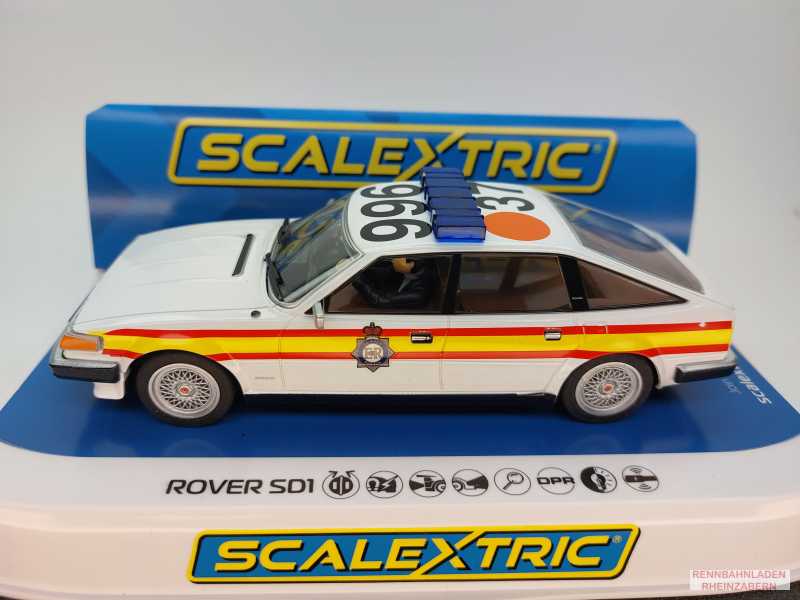 SCALEXTRIC
996
37
ROVER SD1
DPR
SCALEXTRIC®
RENNBAHNLADEN
RHEINZABERN